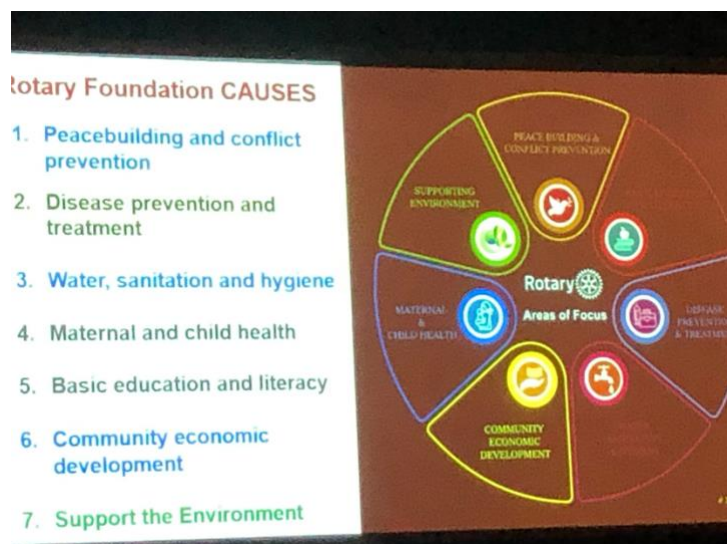 Rotary Foundation CAUSES
1. Peacebuilding and conflict
prevention
2. Disease prevention and
treatment
3. Water, sanitation and hygiene
4. Maternal and child health
5. Basic education and literacy
6. Community economic
development
7. Support the Environment
PEACE BUILDING &
CONFLICT PREVENTION
SUPPORTING
ENVIRONMENT
Rotary
Areas of Focus
MATERNAL
&
CHILD HEALTH
DISEASE
& 
COMMUNITY
ECONOMIC
DEVELOPMENT